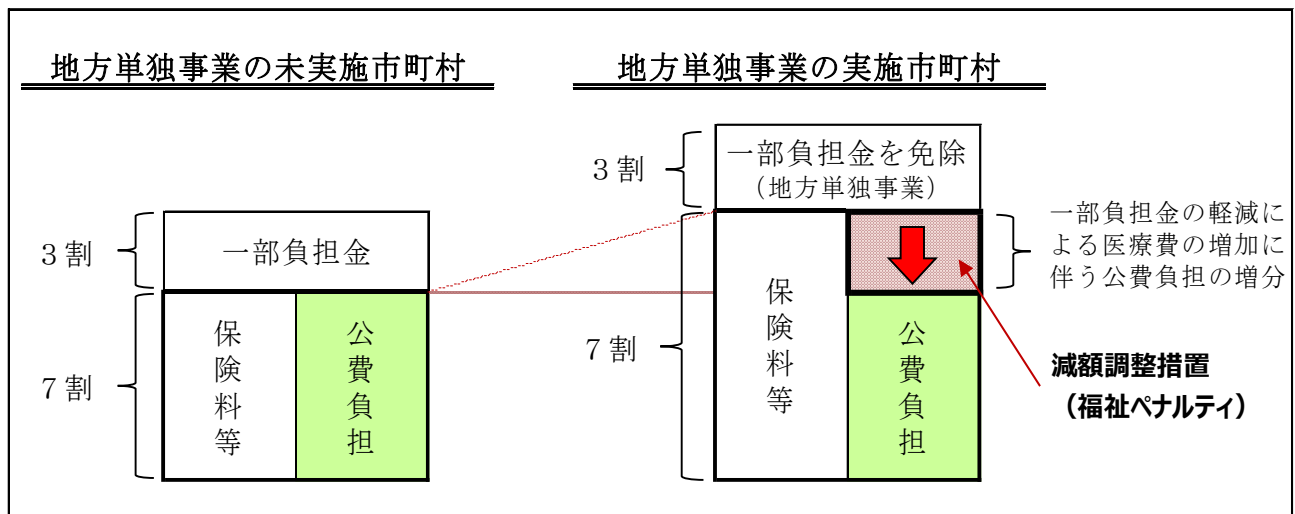 地方単独事業の未実施市町村
３割
一部負担金
７割
保険料等
公費負担
地方単独事業の実施市町村
３割
一部負担金を免除
（地方単独事業）
７割
保険料等
公費負担
一部負担金の軽減に
よる医療費の増加に
伴う公費負担の増分
減額調整措置
（福祉ペナルティ）